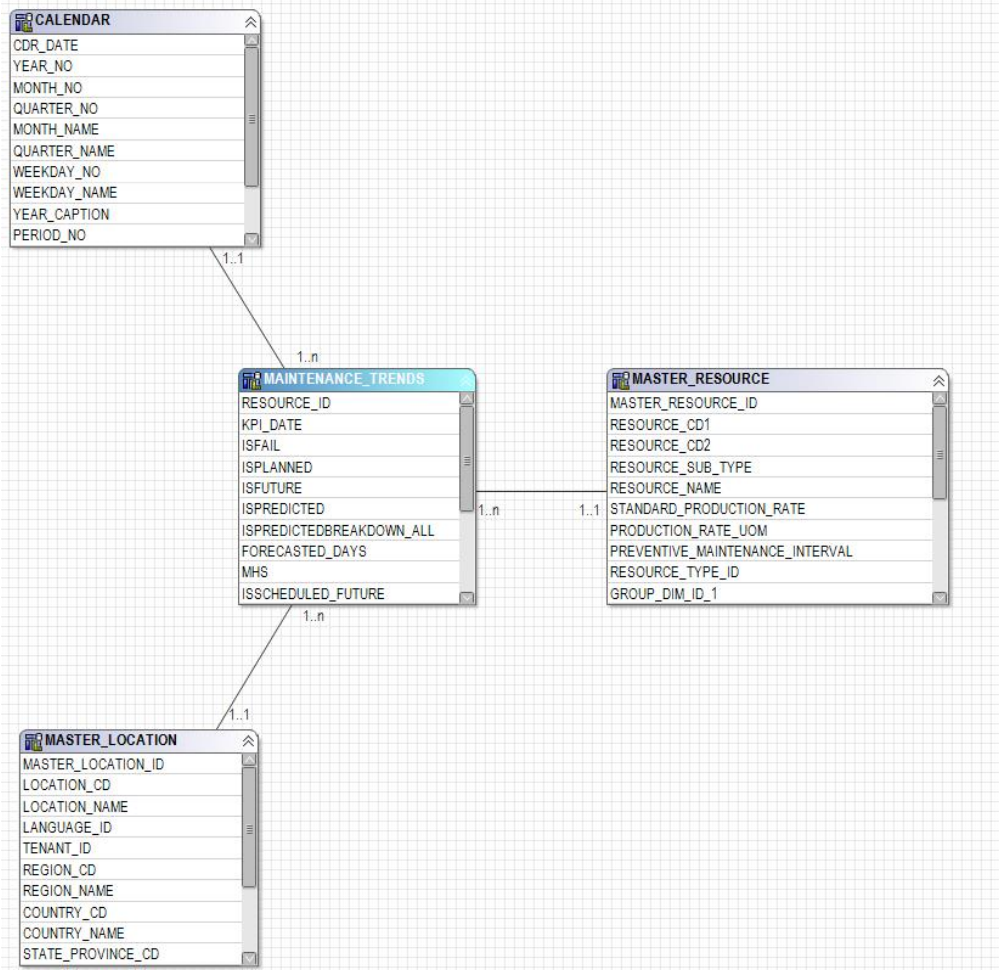 CALENDAR
CDR_DATE
YEAR_NO
MONTH_NO
QUARTER_NO
MONTH_NAME
QUARTER_NAME
WEEKDAY_NO
WEEKDAY_NAME
YEAR_CAPTION
PERIOD_NO
1..1
1..n
MAINTENANCE_TRENDS
RESOURCE_ID
KPI_DATE
ISFAIL
ISPLANNED
ISFUTURE
ISPREDICTED
ISPREDICTEDBREAKDOWN_ALL
FORECASTED_DAYS
MHS
ISSCHEDULED_FUTURE
1..n
1..1
MASTER_RESOURCE
MASTER_RESOURCE_ID
RESOURCE_CD1
RESOURCE_CD2
RESOURCE_SUB_TYPE
RESOURCE_NAME
STANDARD_PRODUCTION_RATE
PRODUCTION_RATE_UOM
PREVENTIVE_MAINTENANCE_INTERVAL
RESOURCE_TYPE_ID
GROUP_DIM_ID_1
1..n
1..1
MASTER_LOCATION
MASTER_LOCATION_ID
LOCATION_CD
LOCATION_NAME
LANGUAGE_ID
TENANT_ID
REGION_CD
REGION_NAME
COUNTRY_CD
COUNTRY_NAME
STATE_PROVINCE_CD